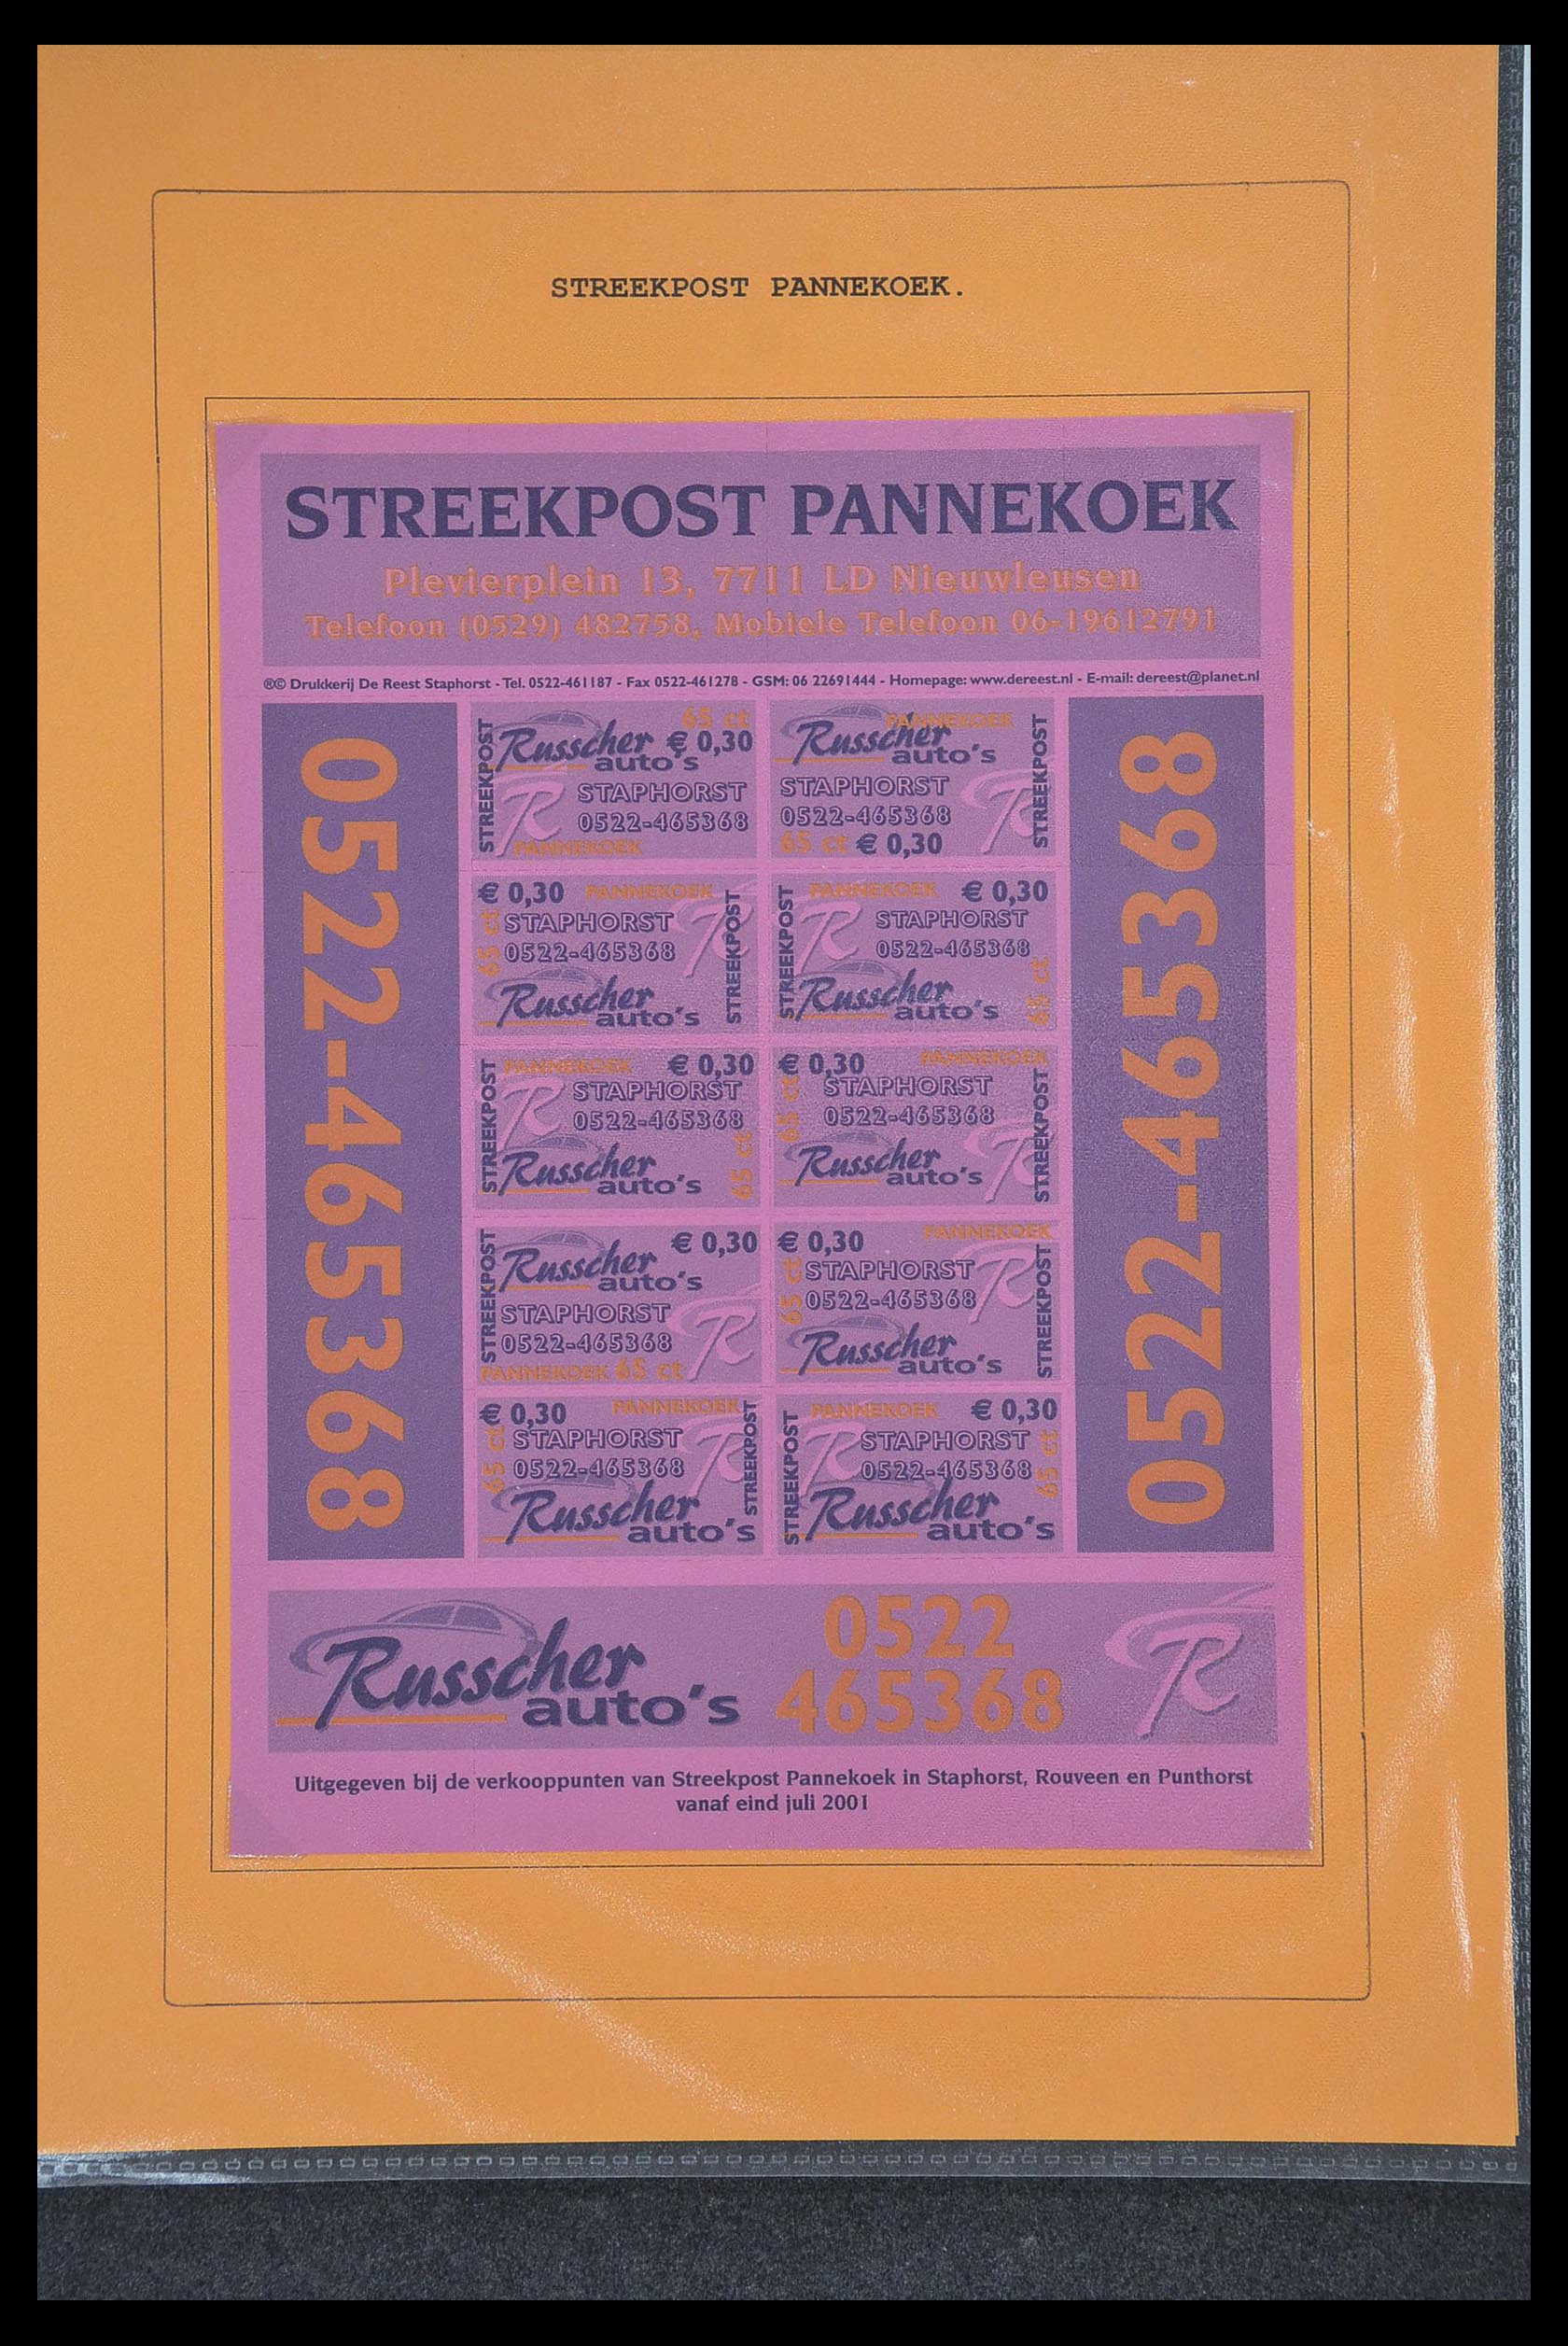 STREEKPOST PANNEKOEK.
STREEKPOST PANNEKOEK
Plevierplein 13, 7711 LD Nieuwleusen
Telefoon (0529) 482758, Mobiele Telefoon 06-19612791
®© Drukkerij De Reest Staphorst - Tel. 0522-461187 - Fax 0522-461278 - GSM: 06 22691444 - Homepage: www.dereest.nl - E-mail: dereest@planet.nl
0522-465368
STREEKPOST
65 ct
Russcher € 0,30
auto's
R STAPHORST
0522-465368
PANNEKOEK
PANNEKOEK
Russcher
auto's
STAPHORST
0522-465368 R
65 ct € 0,30
STREEKPOST
€ 0,30 PANNEKOEK
65 ct
STAPHORST R
0522-465368
Russcher
auto's
STREEKPOST
STREEKPOST
PANNEKOEK € 0,30
R STAPHORST
0522-465368
65 ct
Russcher
auto's
STREEKPOST
PANNEKOEK € 0,30
R STAPHORST
0522-465368
65 ct
Russcher
auto's
€ 0,30 PANNEKOEK
65 ct
STAPHORST
0522-465368
Russcher R
auto's
STREEKPOST
STREEKPOST
€ 0,30
Russcher
auto's
STAPHORST
0522-465368 R
PANNEKOEK 65 ct
€ 0,30 PANNEKOEK
65 ct
STAPHORST R
0522-465368
Russcher
auto's
STREEKPOST
€ 0,30 PANNEKOEK
65 ct
STAPHORST R
0522-465368
Russcher
auto's
STREEKPOST
STREEKPOST
PANNEKOEK € 0,30
R STAPHORST
0522-465368
65 ct
Russcher
auto's
0522-465368
Russcher
auto's
0522
465368
R
Uitgegeven bij de verkooppunten van Streekpost Pannekoek in Staphorst, Rouveen en Punthorst
vanaf eind juli 2001